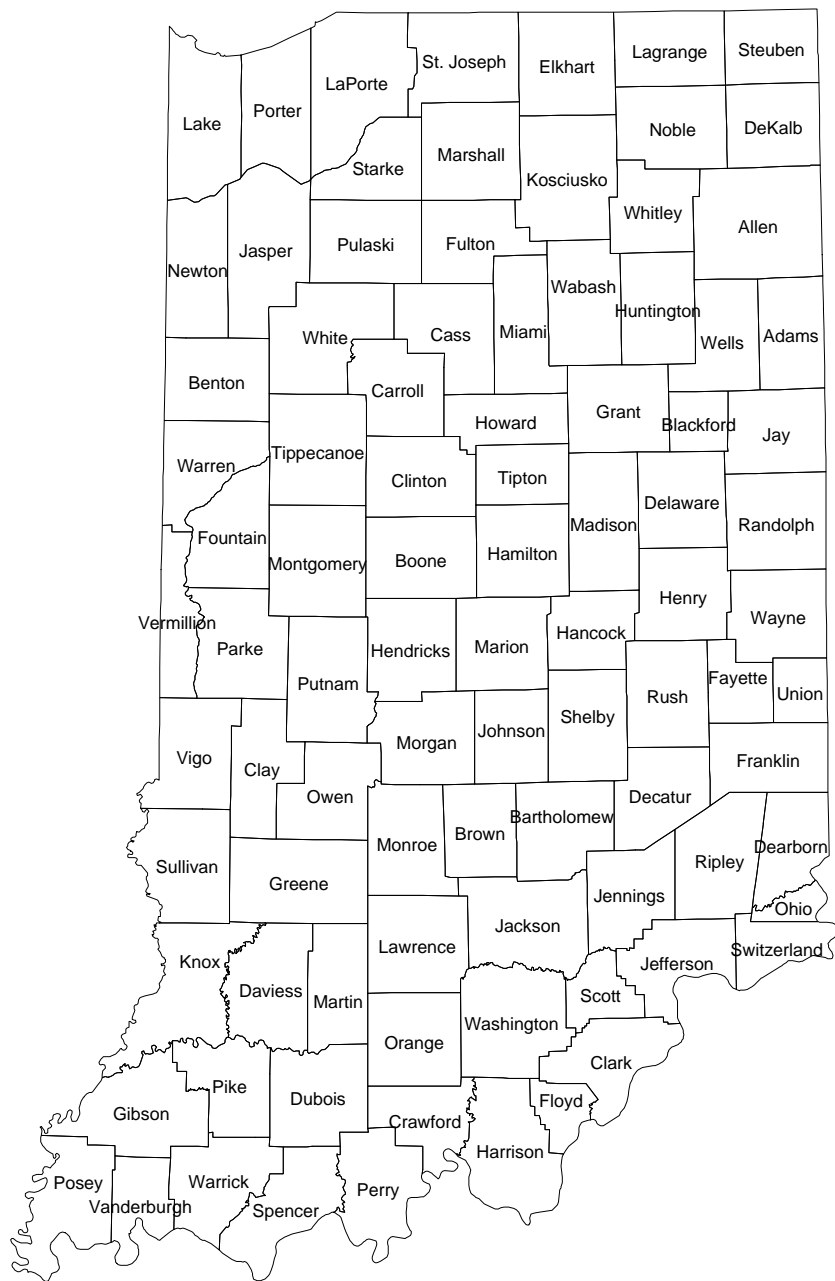 Steuben
Lagrange
St. Joseph
Elkhart
LaPorte
Porter
Lake
Noble
DeKalb
Marshall
Starke
Kosciusko
Whitley
Allen
Jasper
Pulaski
Fulton
Newton
Wabash
Huntington
White
Cass
Miami
Wells
Adams
Benton
Carroll
Grant
Howard
Blackford
Jay
Tippecanoe
Warren
Clinton
Tipton
Delaware
Madison
Randolph
Fountain
Montgomery
Boone
Hamilton
Henry
Vermillion
Wayne
Parke
Hendricks
Marion
Hancock
Putnam
Rush
Fayette
Union
Shelby
Morgan
Johnson
Vigo
Clay
Franklin
Owen
Decatur
Brown
Bartholomew
Monroe
Dearborn
Sullivan
Ripley
Greene
Jennings
Ohio
Jackson
Lawrence
Switzerland
Knox
Jefferson
Daviess
Scott
Martin
Washington
Orange
Clark
Pike
Dubois
Floyd
Gibson
Crawford
Harrison
Posey
Warrick
Perry
Vanderburgh
Spencer